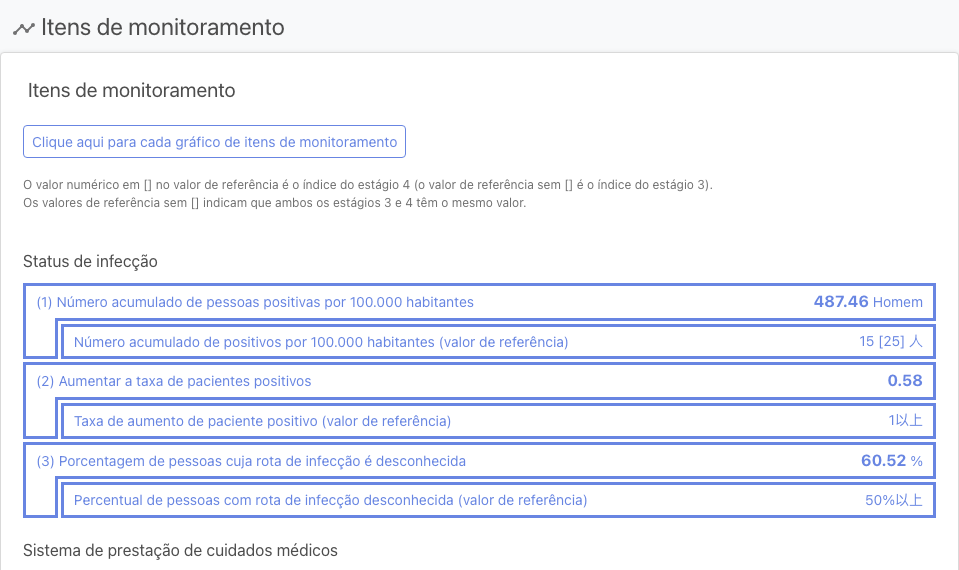 Itens de monitoramento
Itens de monitoramento
Clique aqui para cada gráfico de itens de monitoramento
O valor numérico em [] no valor de referência é o índice do estágio 4 (o valor de referência sem [] é o índice do estágio 3).
Os valores de referência sem [] indicam que ambos os estágios 3 e 4 têm o mesmo valor.
Status de infecção
(1) Número acumulado de pessoas positivas por 100.000 habitantes 487.46 Homem
Número acumulado de positivos por 100.000 habitantes (valor de referência) 15 [25] 人
(2) Aumentar a taxa de pacientes positivos 0.58
Taxa de aumento de paciente positivo (valor de referência) 1以上
(3) Porcentagem de pessoas cuja rota de infecção é desconhecida 60.52 %
Percentual de pessoas com rota de infecção desconhecida (valor de referência) 50%以上
Sistema de prestação de cuidados médicos